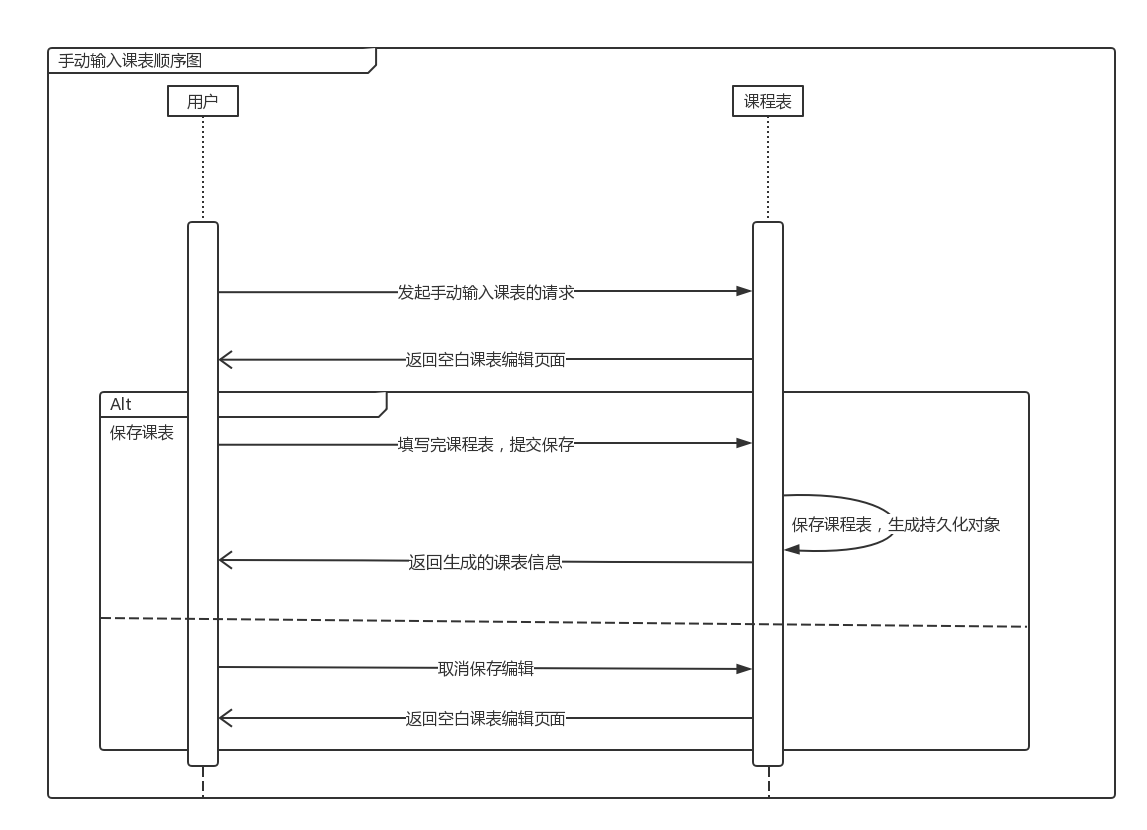 手动输入课表顺序图
用户
课程表
发起手动输入课表的请求
返回空白课表编辑页面
Alt
保存课表
填写完课程表，提交保存
保存课程表，生成持久化对象
返回生成的课表信息
取消保存编辑
返回空白课表编辑页面